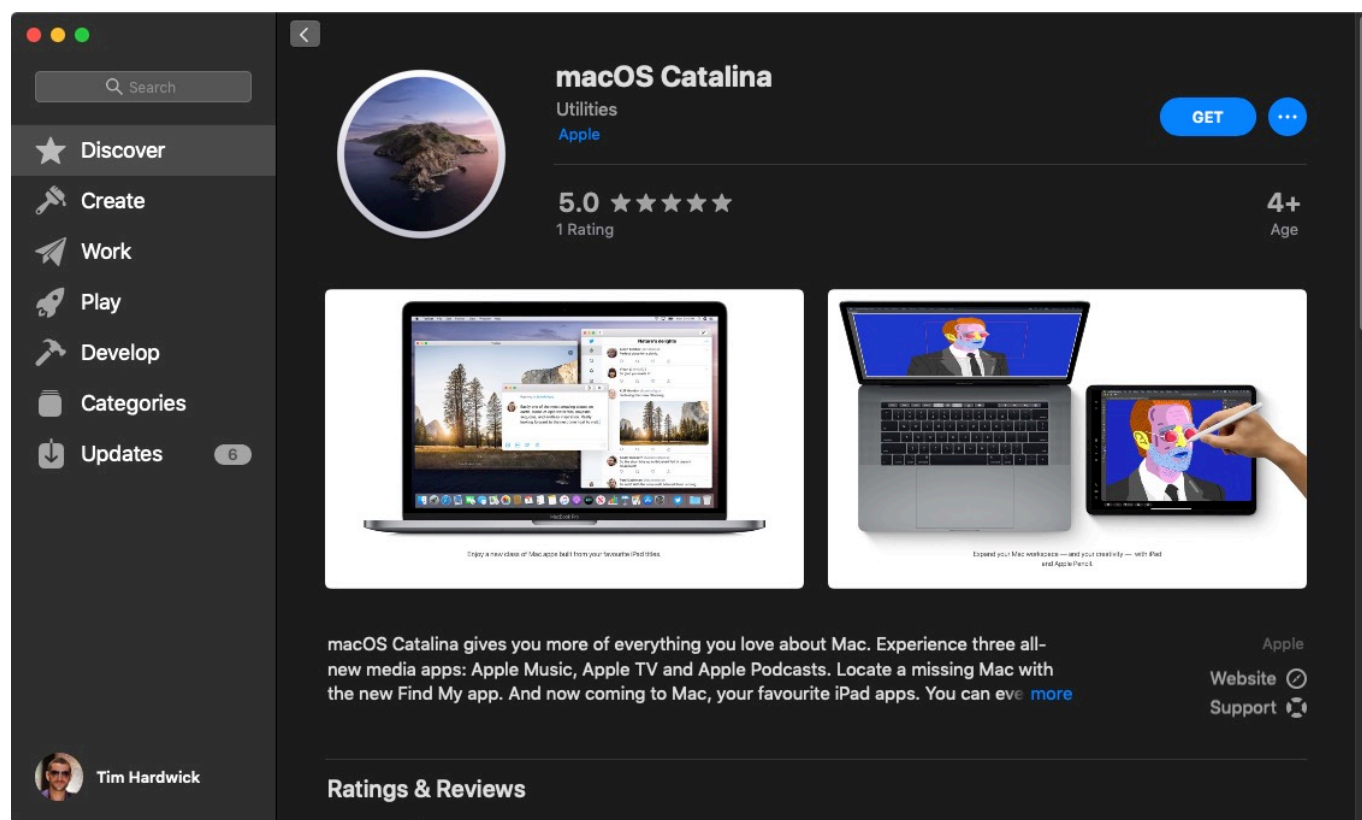 Search
Discover
Create
Work
Play
Develop
Categories
Updates 6
Tim Hardwick
macOS Catalina
Utilities
Apple
GET
5.0
1 Rating
4+
Age
MacBook Pro
Enjoy a new class of Mac apps built from your favourite iPad titles.
Expand your Mac workspace — and your creativity — with iPad
and Apple Pencil.
macOS Catalina gives you more of everything you love about Mac. Experience three all-
new media apps: Apple Music, Apple TV and Apple Podcasts. Locate a missing Mac with
the new Find My app. And now coming to Mac, your favourite iPad apps. You can eve more
Apple
Website
Support
Ratings & Reviews